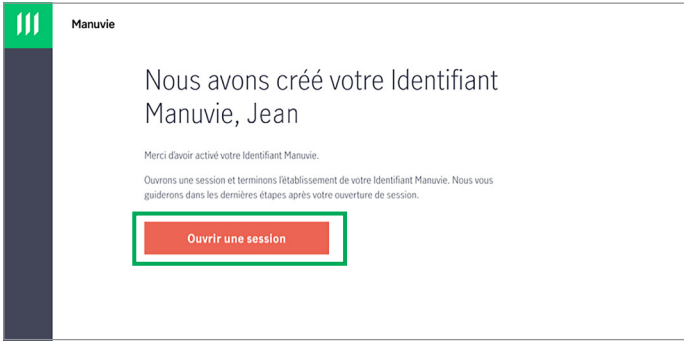 Manuvie
Nous avons créé votre Identifiant
Manuvie, Jean
Merci d'avoir activé votre Identifiant Manuvie.
Ouvrons une session et terminons l'établissement de votre Identifiant Manuvie. Nous vous
guiderons dans les dernières étapes après votre ouverture de session.
Ouvrir une session